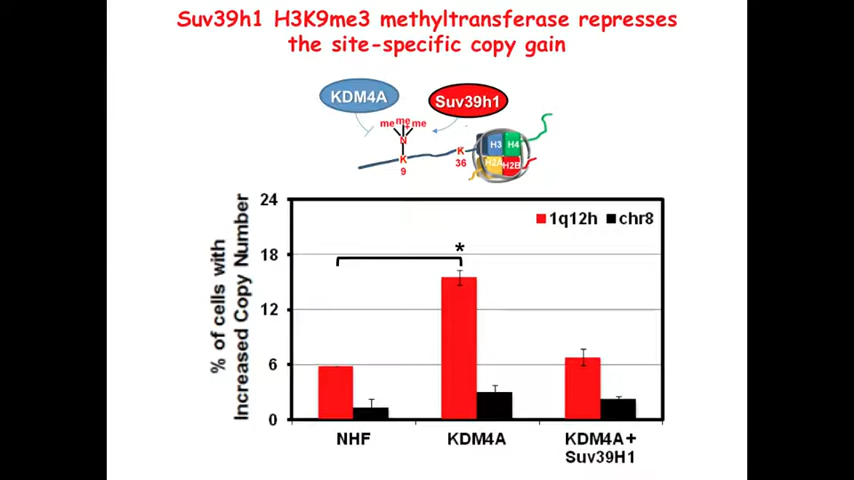 Suv39h1 H3K9me3 methyltransferase represses
the site-specific copy gain
KDM4A
Suv39h1
me me me
+
N
K
9
K
36
H3
H4
H2A
H2B
% of cells with
Increased Copy Number
24
18
12
6
0
1q12h
chr8
*
NHF
KDM4A
KDM4A+
Suv39H1